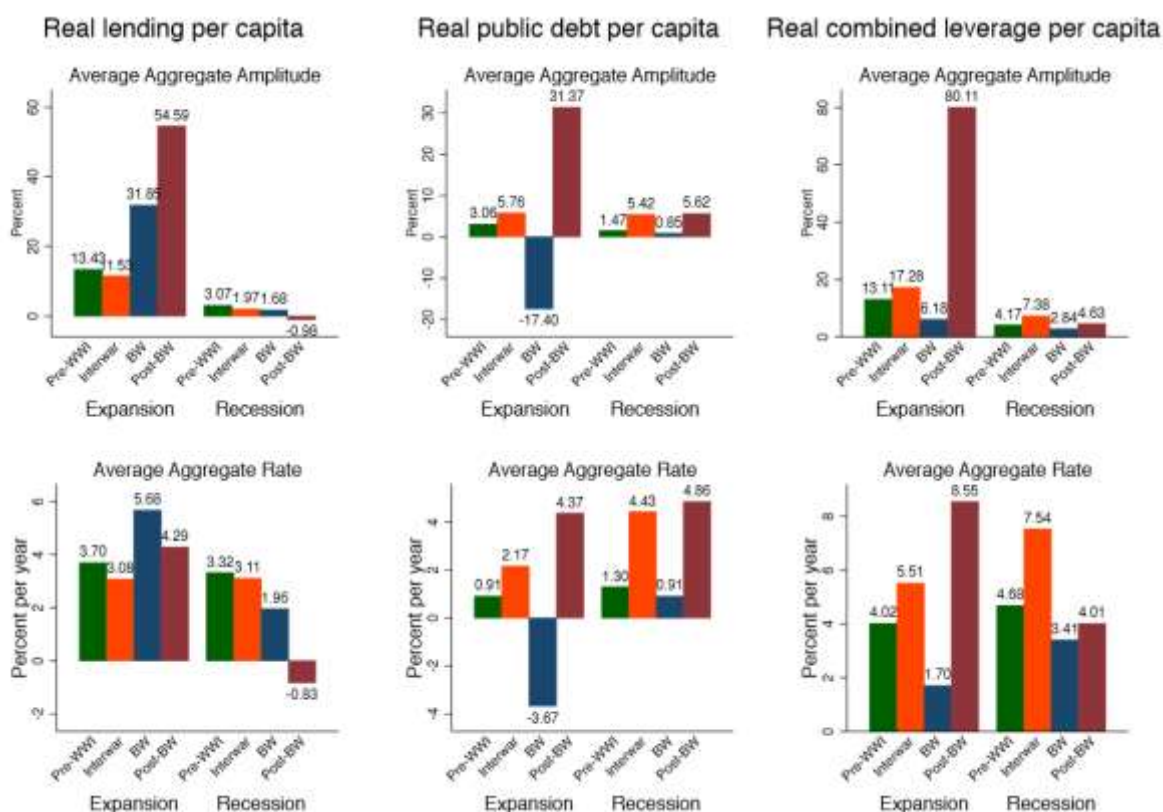 Real lending per capita
Average Aggregate Amplitude
Percent
60
40
20
0
13.43
11.53
31.85
54.59
3.07
1.97
1.68
-0.98
Pre-WWI
Interwar
BW
Post-BW
Pre-WWI
Interwar
BW
Post-BW
Expansion
Recession
Real public debt per capita
Average Aggregate Amplitude
Percent
30
20
10
0
-10
-20
3.06
5.76
-17.40
31.37
1.47
5.42
0.85
5.62
Pre-WWI
Interwar
BW
Post-BW
Pre-WWI
Interwar
BW
Post-BW
Expansion
Recession
Real combined leverage per capita
Average Aggregate Amplitude
Percent
80
60
40
20
0
13.11
17.28
6.18
80.11
4.17
7.38
2.84
4.63
Pre-WWI
Interwar
BW
Post-BW
Pre-WWI
Interwar
BW
Post-BW
Expansion
Recession
Average Aggregate Rate
Percent per year
6
4
2
0
-2
3.70
3.08
5.68
4.29
3.32
3.11
1.95
-0.83
Pre-WWI
Interwar
BW
Post-BW
Pre-WWI
Interwar
BW
Post-BW
Expansion
Recession
Average Aggregate Rate
Percent per year
4
2
0
-2
-4
0.91
2.17
-3.67
4.37
1.30
4.43
0.91
4.86
Pre-WWI
Interwar
BW
Post-BW
Pre-WWI
Interwar
BW
Post-BW
Expansion
Recession
Average Aggregate Rate
Percent per year
8
6
4
2
0
4.02
5.51
1.70
8.55
4.68
7.54
3.41
4.01
Pre-WWI
Interwar
BW
Post-BW
Pre-WWI
Interwar
BW
Post-BW
Expansion
Recession